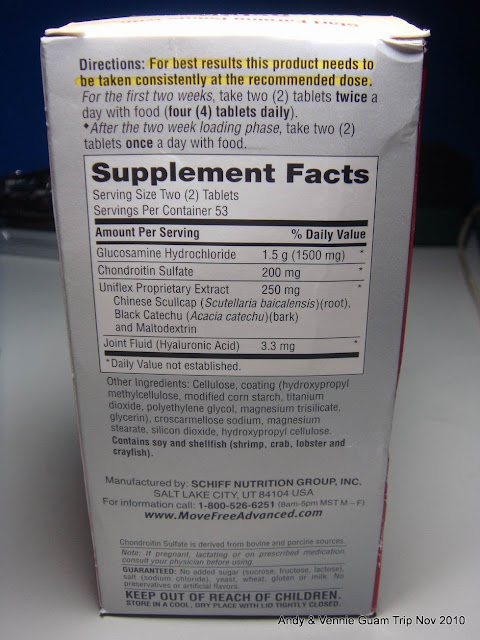 Directions: For best results this product needs to
be taken consistently at the recommended dose.
For the first two weeks, take two (2) tablets twice a
day with food (four (4) tablets daily).
*After the two week loading phase, take two (2)
tablets once a day with food.
Supplement Facts
Serving Size Two (2) Tablets
Servings Per Container 53
Amount Per Serving % Daily Value
Glucosamine Hydrochloride 1.5 g (1500 mg) *
Chondroitin Sulfate 200 mg *
Uniflex Proprietary Extract 250 mg *
Chinese Scullcap (Scutellaria baicalensis)(root),
Black Catechu (Acacia catechu)(bark)
and Maltodextrin
Joint Fluid (Hyaluronic Acid) 3.3 mg *
*Daily Value not established.
Other Ingredients: Cellulose, coating (hydroxypropyl
methylcellulose, modified corn starch, titanium
dioxide, polyethylene glycol, magnesium trisilicate,
glycerin), croscarmellose sodium, magnesium
stearate, silicon dioxide, hydroxypropyl cellulose.
Contains soy and shellfish (shrimp, crab, lobster and
crayfish).
Manufactured by: SCHIFF NUTRITION GROUP, INC.
SALT LAKE CITY, UT 84104 USA
For information call: 1-800-526-6251 (8am-5pm MST M – F)
www.MoveFreeAdvanced.com
Chondroitin Sulfate is derived from bovine and porcine sources.
Note: If pregnant, lactating or on prescribed medication,
consult your physician before using.
GUARANTEED: No added sugar (sucrose, fructose, lactose),
salt (sodium chloride), yeast, wheat, gluten or milk. No
preservatives or artificial flavors.
KEEP OUT OF REACH OF CHILDREN.
STORE IN A COOL, DRY PLACE WITH LID TIGHTLY CLOSED.
Andy & Vennie Guam Trip Nov 2010